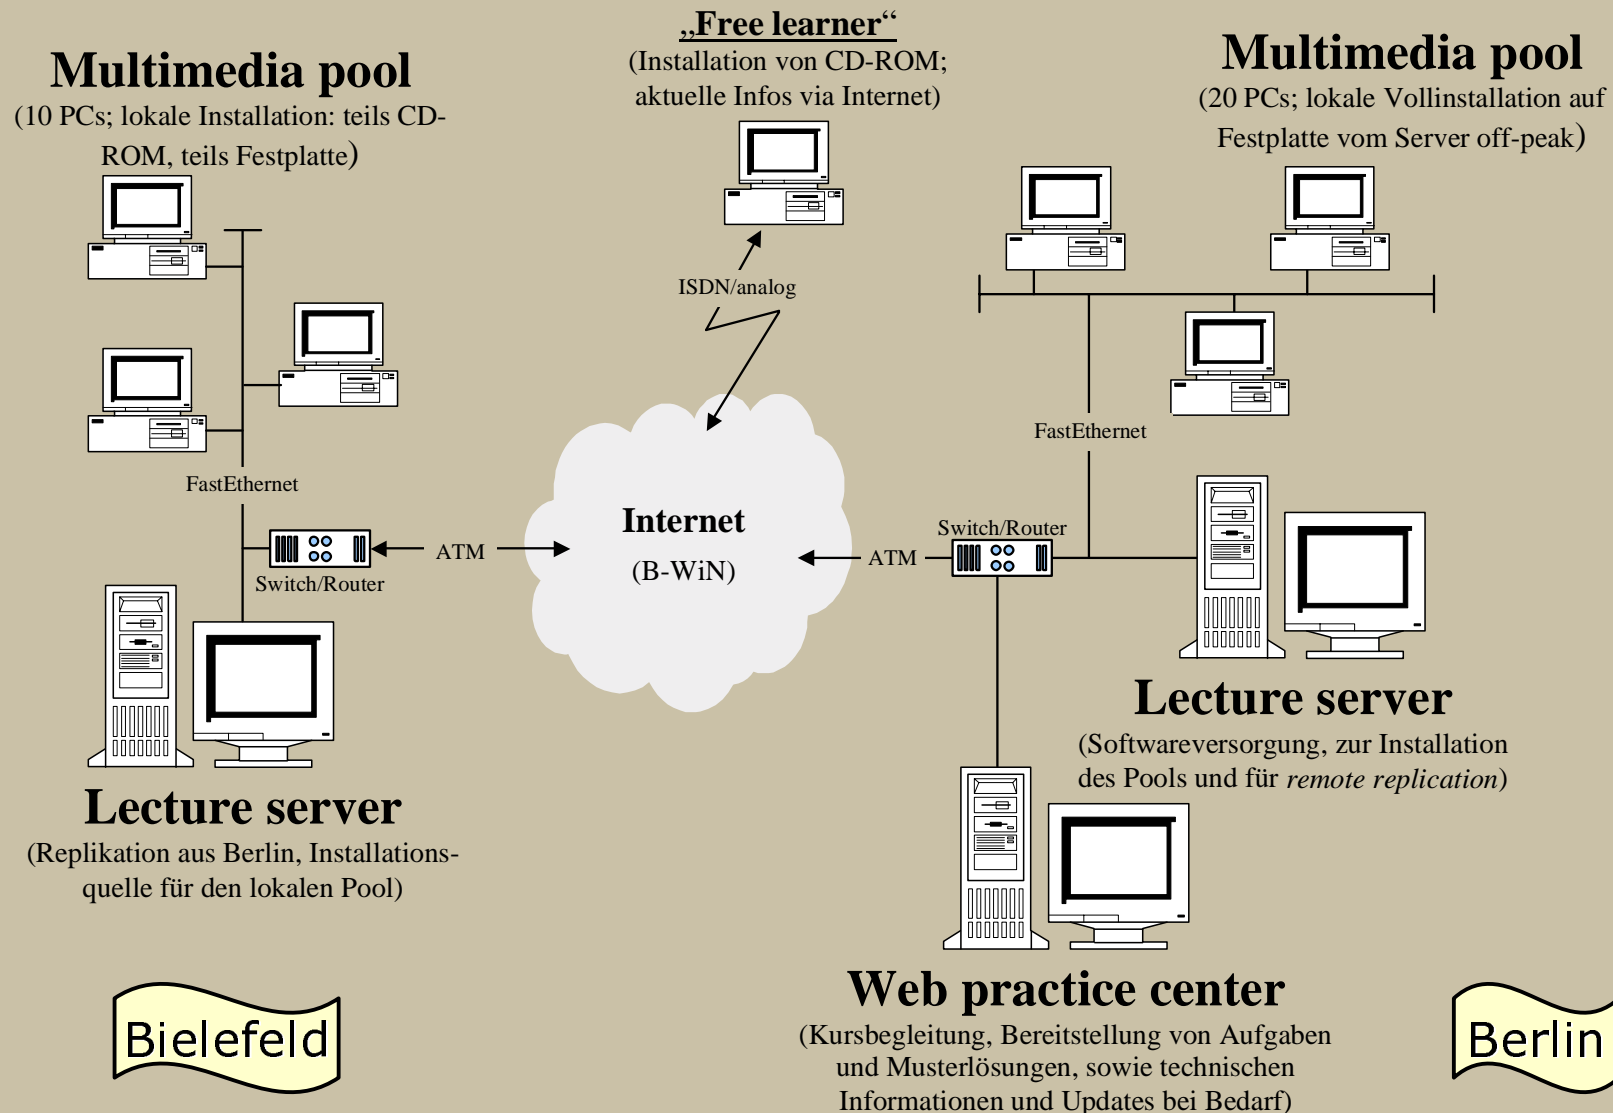 „Free learner“
(Installation von CD-ROM;
aktuelle Infos via Internet)
Multimedia pool
(10 PCs; lokale Installation: teils CD-
ROM, teils Festplatte)
Multimedia pool
(20 PCs; lokale Vollinstallation auf
Festplatte vom Server off-peak)
ISDN/analog
FastEthernet
FastEthernet
Internet
(B-WiN)
ATM
Switch/Router
ATM
Switch/Router
Lecture server
(Softwareversorgung, zur Installation
des Pools und für remote replication)
Lecture server
(Replikation aus Berlin, Installations-
quelle für den lokalen Pool)
Web practice center
(Kursbegleitung, Bereitstellung von Aufgaben
und Musterlösungen, sowie technischen
Informationen und Updates bei Bedarf)
Bielefeld
Berlin